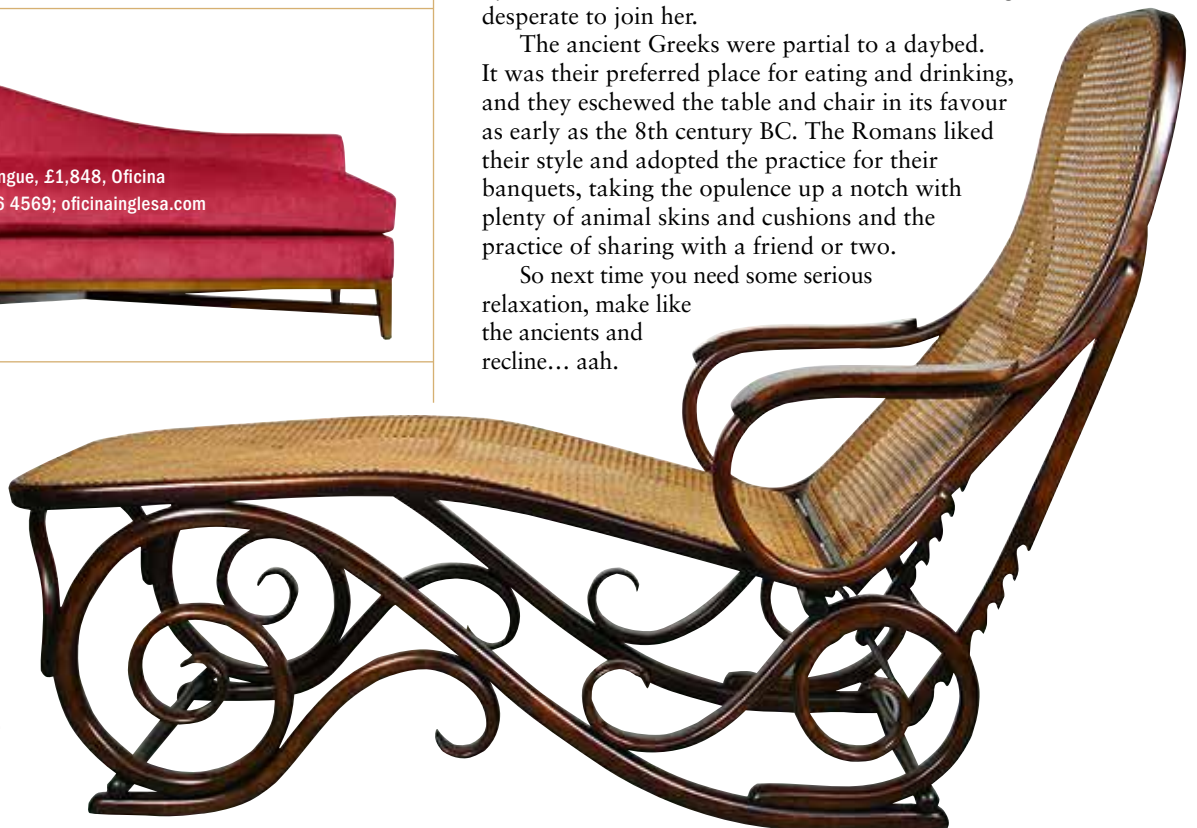 ngue, £1,848, Oficina
4569; oficinainglesa.com
desperate to join her.
The ancient Greeks were partial to a daybed.
It was their preferred place for eating and drinking,
and they eschewed the table and chair in its favour
as early as the 8th century BC. The Romans liked
their style and adopted the practice for their
banquets, taking the opulence up a notch with
plenty of animal skins and cushions and the
practice of sharing with a friend or two.
So next time you need some serious
relaxation, make like
the ancients and
recline… aah.